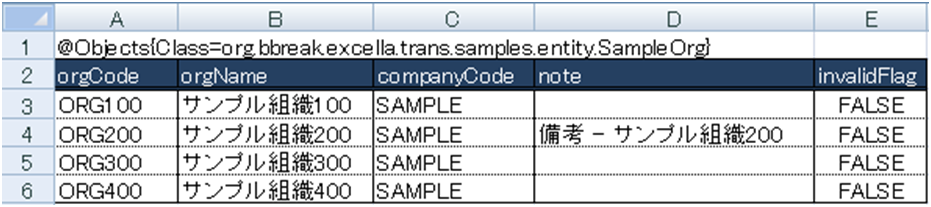 A B C D E
1 @Objects{Class=org.bbreak.excella.trans.samples.entity.SampleOrg}
2 orgCode orgName companyCode note invalidFlag
3 ORG100 サンプル組織100 SAMPLE FALSE
4 ORG200 サンプル組織200 SAMPLE 備考 - サンプル組織200 FALSE
5 ORG300 サンプル組織300 SAMPLE FALSE
6 ORG400 サンプル組織400 SAMPLE FALSE